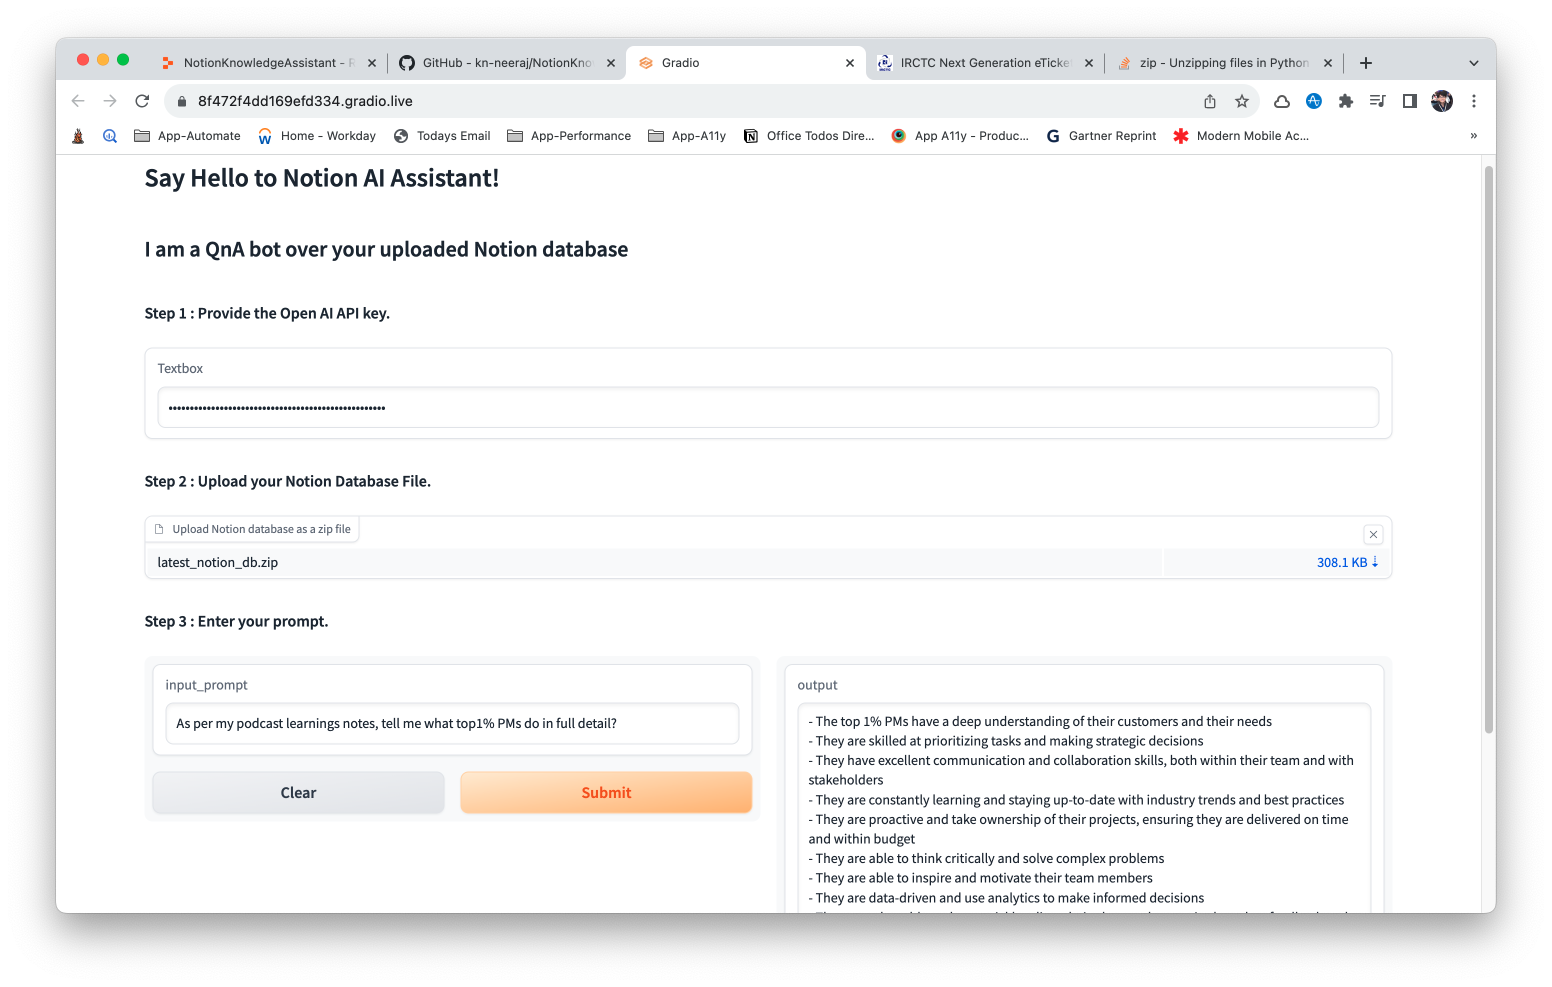 NotionKnowledgeAssistant - R
GitHub - kn-neeraj/NotionKno
Gradio
IRCTC Next Generation eTicke
zip - Unzipping files in Python
8f472f4dd169efd334.gradio.live
App-Automate
Home - Workday
Todays Email
App-Performance
App-A11y
Office Todos Dire...
App A11y - Produc...
Gartner Reprint
Modern Mobile Ac...
»
Say Hello to Notion AI Assistant!
I am a QnA bot over your uploaded Notion database
Step 1 : Provide the Open AI API key.
Textbox
Step 2 : Upload your Notion Database File.
Upload Notion database as a zip file
latest_notion_db.zip
308.1 KB ⇣
Step 3 : Enter your prompt.
input_prompt
As per my podcast learnings notes, tell me what top1% PMs do in full detail?
Clear
Submit
output
- The top 1% PMs have a deep understanding of their customers and their needs
- They are skilled at prioritizing tasks and making strategic decisions
- They have excellent communication and collaboration skills, both within their team and with
stakeholders
- They are constantly learning and staying up-to-date with industry trends and best practices
- They are proactive and take ownership of their projects, ensuring they are delivered on time
and within budget
- They are able to think critically and solve complex problems
- They are able to inspire and motivate their team members
- They are data-driven and use analytics to make informed decisions